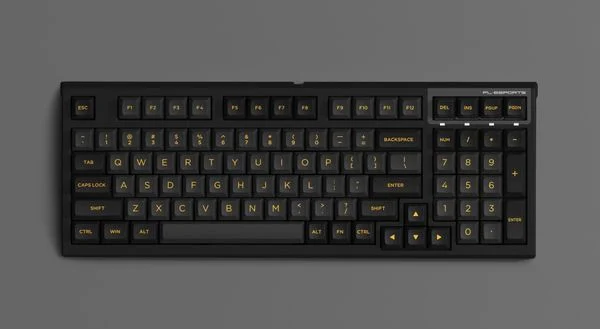 FL·ESPORTS
ESC F1 F2 F3 F4 F5 F6 F7 F8 F9 F10 F11 F12 DEL INS PGUP PGDN
~ ` ! 1 @ 2 # 3 $ 4 % 5 ^ 6 & 7 * 8 ( 9 ) 0 _ - + = BACKSPACE NUM / * -
TAB Q W E R T Y U I O P { [ } ] | \ 7 8 9 +
CAPS LOCK A S D F G H J K L : ; " ' ENTER 4 5 6
SHIFT Z X C V B N M < , > . ? / SHIFT ▲ 1 2 3 ENTER
CTRL WIN ALT ALT FN CTRL ◄ ▼ ► 0 .